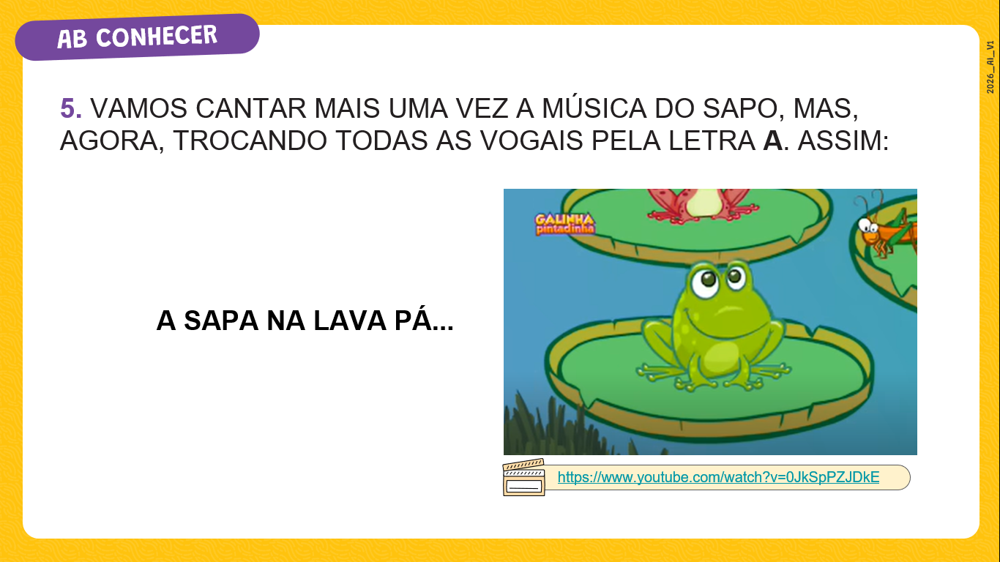 AB CONHECER
2026_AI_V1
5. VAMOS CANTAR MAIS UMA VEZ A MÚSICA DO SAPO, MAS,
AGORA, TROCANDO TODAS AS VOGAIS PELA LETRA A. ASSIM:
A SAPA NA LAVA PÁ...
GALINHA
pintadinha
https://www.youtube.com/watch?v=0JkSpPZJDkE